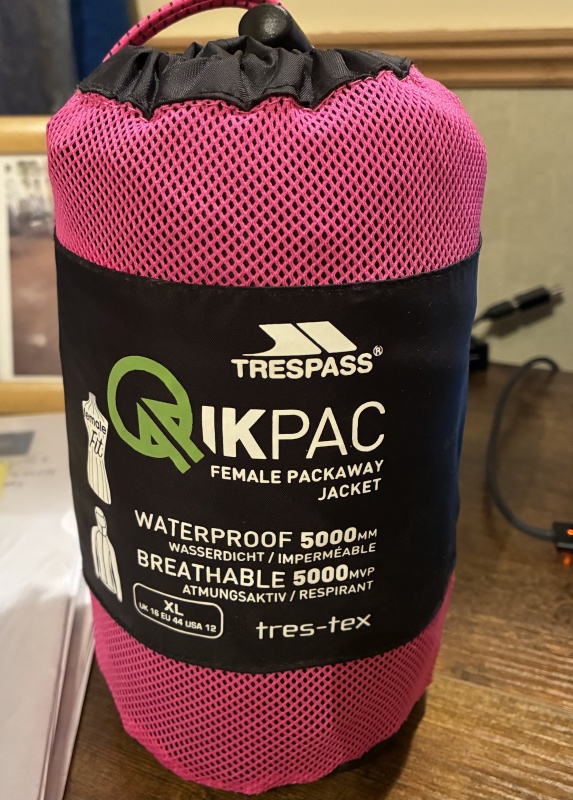 TRESPASS®
QIKPAC
FEMALE PACKAWAY
JACKET
female
Fit
WATERPROOF 5000MM
WASSERDICHT / IMPERMÉABLE
BREATHABLE 5000MVP
ATMUNGSAKTIV / RESPIRANT
XL
UK 16 EU 44 USA 12
tres-tex